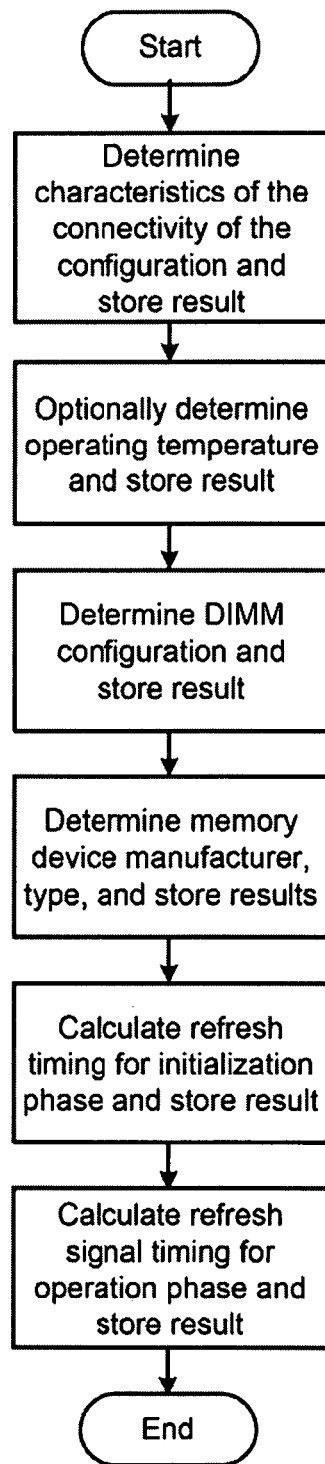 Start
Determine
characteristics of the
connectivity of the
configuration and
store result
Optionally determine
operating temperature
and store result
Determine DIMM
configuration and
store result
Determine memory
device manufacturer,
type, and store results
Calculate refresh
timing for initialization
phase and store result
Calculate refresh
signal timing for
operation phase and
store result
End